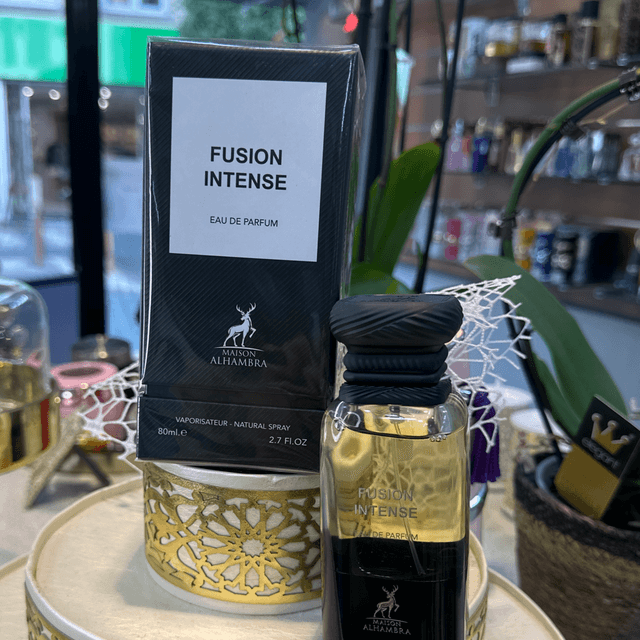 FUSION
INTENSE
EAU DE PARFUM
MAISON
ALHAMBRA
VAPORISATEUR - NATURAL SPRAY
80ml.e 2.7 Fl.OZ
FUSION
INTENSE
DE PARFUM
MAISON
ALHAMBRA